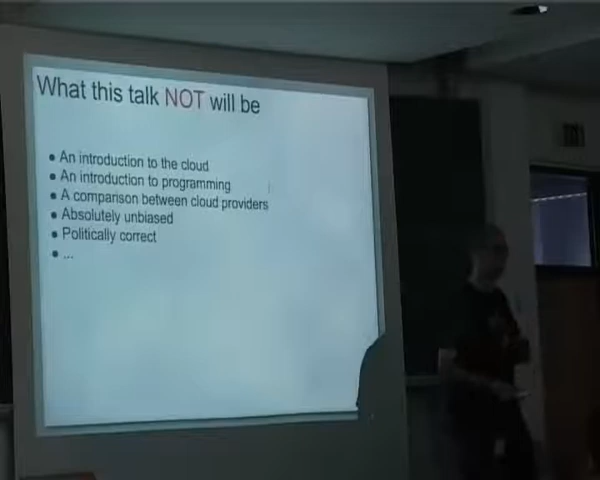 What this talk NOT will be
• An introduction to the cloud
• An introduction to programming
• A comparison between cloud providers
• Absolutely unbiased
• Politically correct
• ...